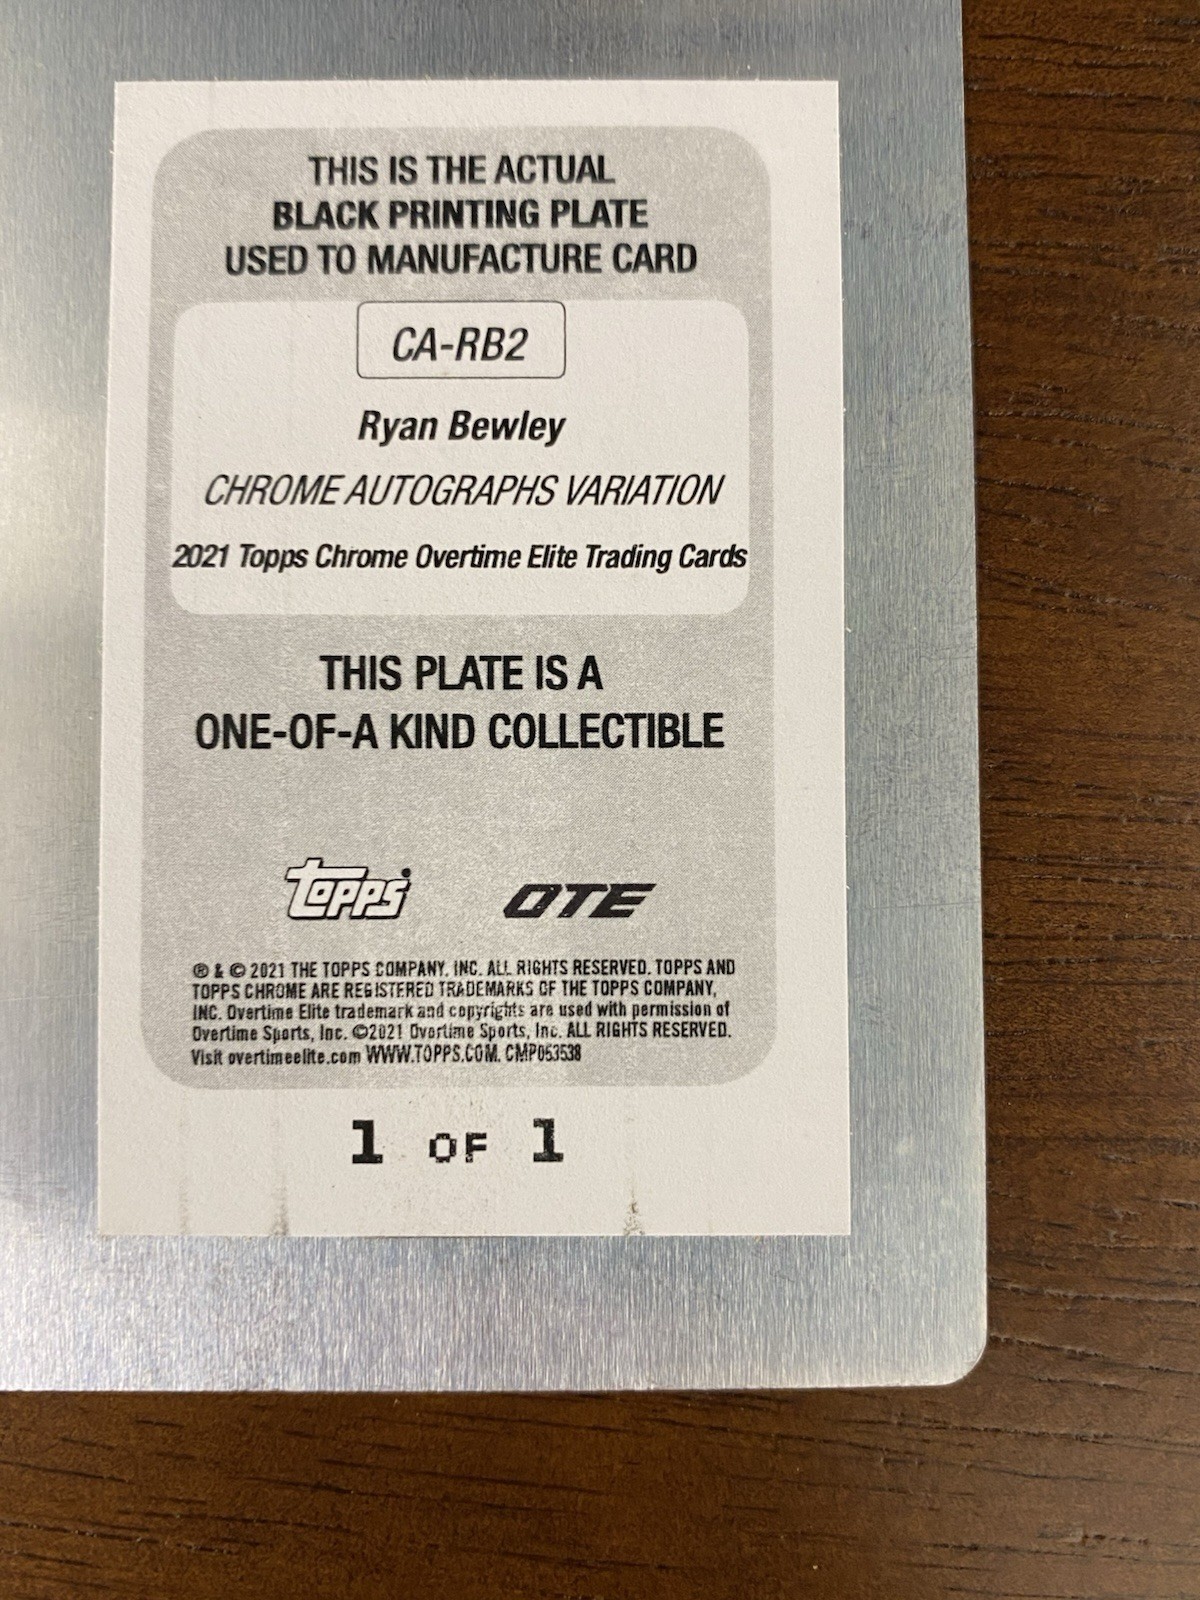 THIS IS THE ACTUAL
BLACK PRINTING PLATE
USED TO MANUFACTURE CARD
CA-RB2
Ryan Bewley
CHROME AUTOGRAPHS VARIATION
2021 Topps Chrome Overtime Elite Trading Cards
THIS PLATE IS A
ONE-OF-A KIND COLLECTIBLE
Topps OTE
® & © 2021 THE TOPPS COMPANY, INC. ALL RIGHTS RESERVED. TOPPS AND
TOPPS CHROME ARE REGISTERED TRADEMARKS OF THE TOPPS COMPANY,
INC. Overtime Elite trademark and copyrights are used with permission of
Overtime Sports, Inc. ©2021 Overtime Sports, Inc. ALL RIGHTS RESERVED.
Visit overtimeelite.com WWW.TOPPS.COM. CMP053538
1 OF 1